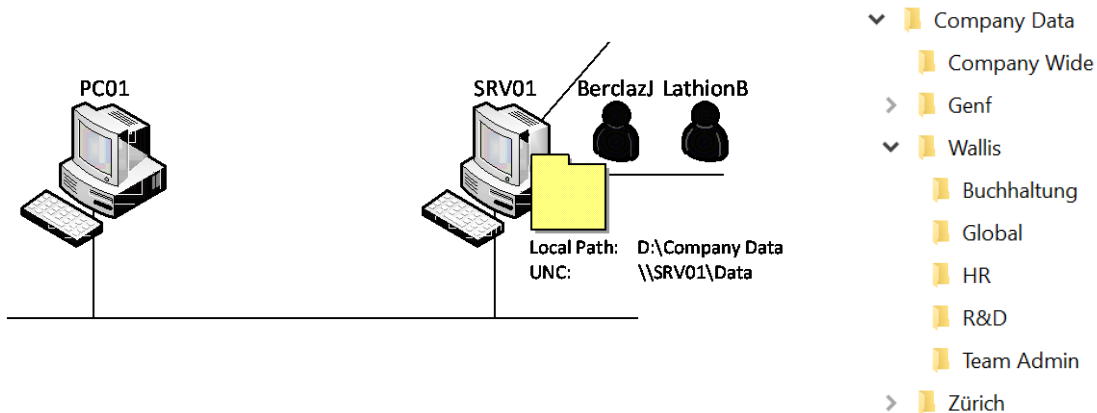 PC01
SRV01
BerclazJ LathionB
Local Path: D:\Company Data
UNC: \\SRV01\Data
Company Data
Company Wide
Genf
Wallis
Buchhaltung
Global
HR
R&D
Team Admin
Zürich